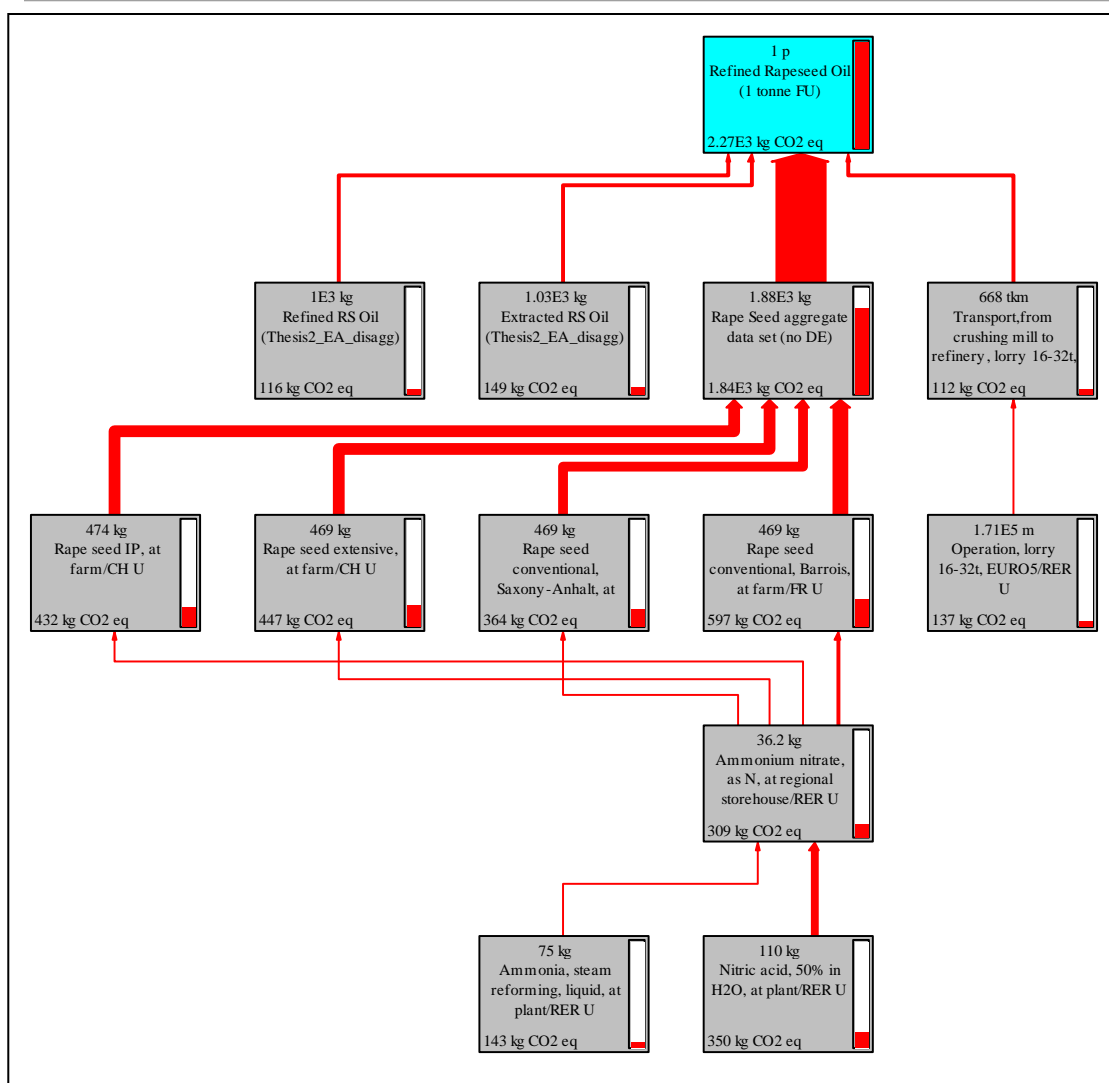 1 p
Refined Rapeseed Oil
(1 tonne FU)
2.27E3 kg CO2 eq
1E3 kg
Refined RS Oil
(Thesis2_EA_disagg)
116 kg CO2 eq
1.03E3 kg
Extracted RS Oil
(Thesis2_EA_disagg)
149 kg CO2 eq
1.88E3 kg
Rape Seed aggregate
data set (no DE)
1.84E3 kg CO2 eq
668 tkm
Transport,from
crushing mill to
refinery, lorry 16-32t,
112 kg CO2 eq
474 kg
Rape seed IP, at
farm/CH U
432 kg CO2 eq
469 kg
Rape seed extensive,
at farm/CH U
447 kg CO2 eq
469 kg
Rape seed
conventional,
Saxony-Anhalt, at
364 kg CO2 eq
469 kg
Rape seed
conventional, Barrois,
at farm/FR U
597 kg CO2 eq
1.71E5 m
Operation, lorry
16-32t, EURO5/RER
U
137 kg CO2 eq
36.2 kg
Ammonium nitrate,
as N, at regional
storehouse/RER U
309 kg CO2 eq
75 kg
Ammonia, steam
reforming, liquid, at
plant/RER U
143 kg CO2 eq
110 kg
Nitric acid, 50% in
H2O, at plant/RER U
350 kg CO2 eq